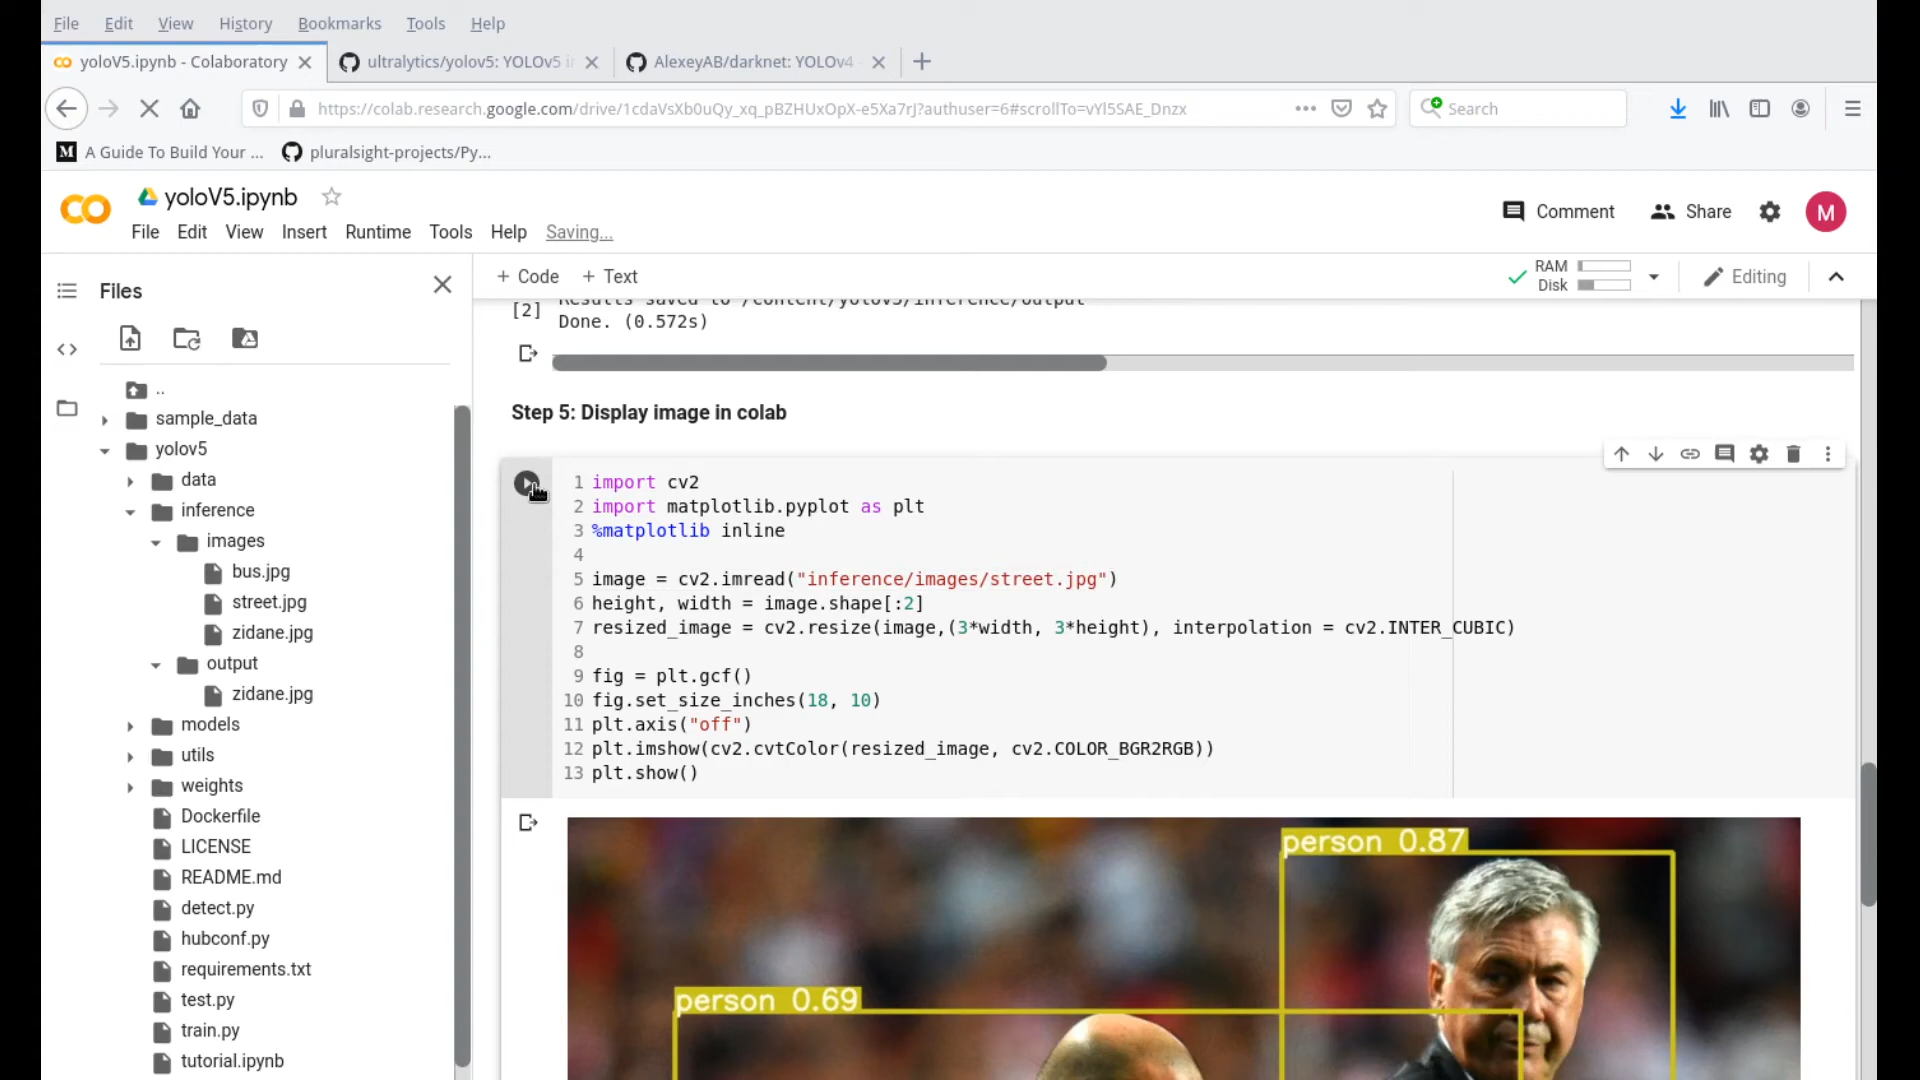 File Edit View History Bookmarks Tools Help
yoloV5.ipynb - Colaboratory ultralytics/yolov5: YOLOv5 i AlexeyAB/darknet: YOLOv4
https://colab.research.google.com/drive/1cdaVsXb0uQy_xq_pBZHUxOpX-e5Xa7rJ?authuser=6#scrollTo=vYl5SAE_Dnzx Search
M A Guide To Build Your ... pluralsight-projects/Py...
yoloV5.ipynb
Comment Share M
File Edit View Insert Runtime Tools Help Saving...
Files
+ Code + Text RAM Disk Editing
..
sample_data
yolov5
data
inference
images
bus.jpg
street.jpg
zidane.jpg
output
zidane.jpg
models
utils
weights
Dockerfile
LICENSE
README.md
detect.py
hubconf.py
requirements.txt
test.py
train.py
tutorial.ipynb
Results saved to /content/yolov5/inference/output
[2] Done. (0.572s)
Step 5: Display image in colab
1 import cv2
2 import matplotlib.pyplot as plt
3 %matplotlib inline
4
5 image = cv2.imread("inference/images/street.jpg")
6 height, width = image.shape[:2]
7 resized_image = cv2.resize(image,(3*width, 3*height), interpolation = cv2.INTER_CUBIC)
8
9 fig = plt.gcf()
10 fig.set_size_inches(18, 10)
11 plt.axis("off")
12 plt.imshow(cv2.cvtColor(resized_image, cv2.COLOR_BGR2RGB))
13 plt.show()
person 0.87
person 0.69